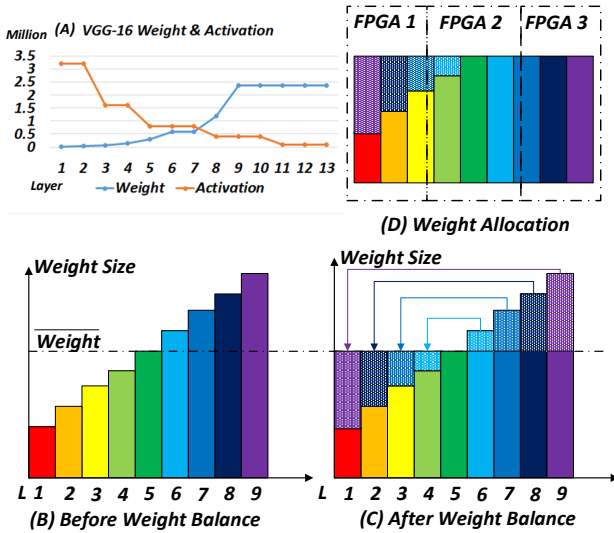 Million
(A) VGG-16 Weight & Activation
3.5
3
2.5
2
1.5
1
0.5
0
1 2 3 4 5 6 7 8 9 10 11 12 13
Layer
Weight
Activation
FPGA 1
FPGA 2
FPGA 3
(D) Weight Allocation
Weight Size
Weight
L 1 2 3 4 5 6 7 8 9
(B) Before Weight Balance
Weight Size
L 1 2 3 4 5 6 7 8 9
(C) After Weight Balance